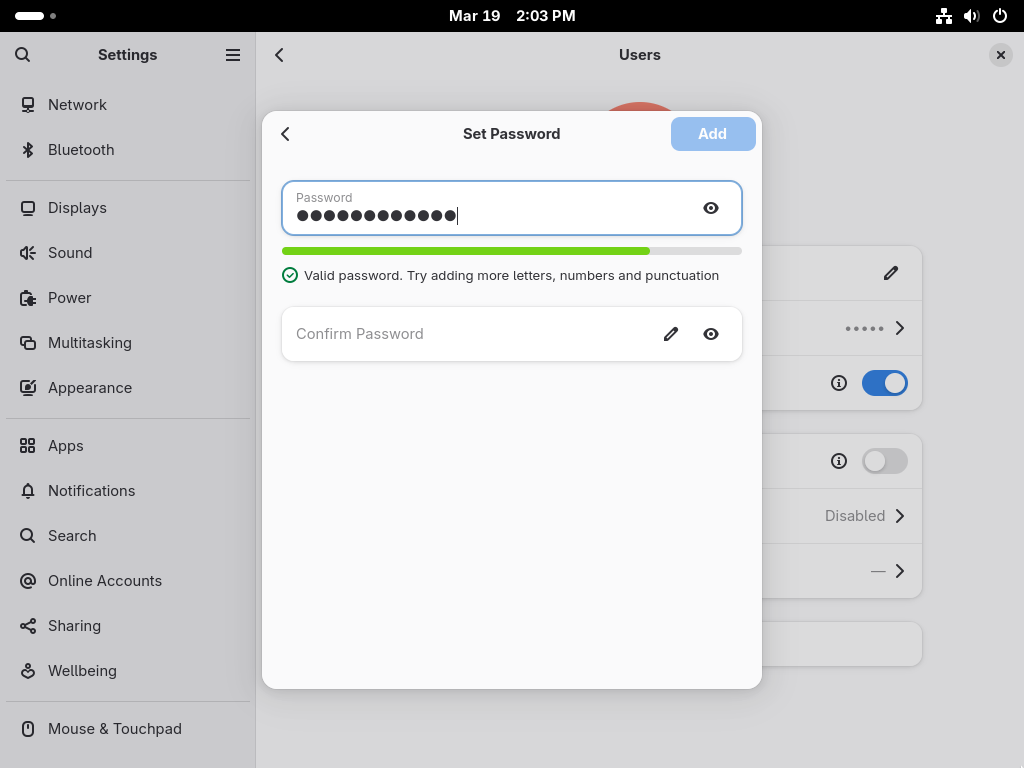 Mar 19 2:03 PM
Settings
Users
Network
Bluetooth
Displays
Sound
Power
Multitasking
Appearance
Apps
Notifications
Search
Online Accounts
Sharing
Wellbeing
Mouse & Touchpad
Set Password
Add
Password
●●●●●●●●●●●●
Valid password. Try adding more letters, numbers and punctuation
Confirm Password
•••••
Disabled
—